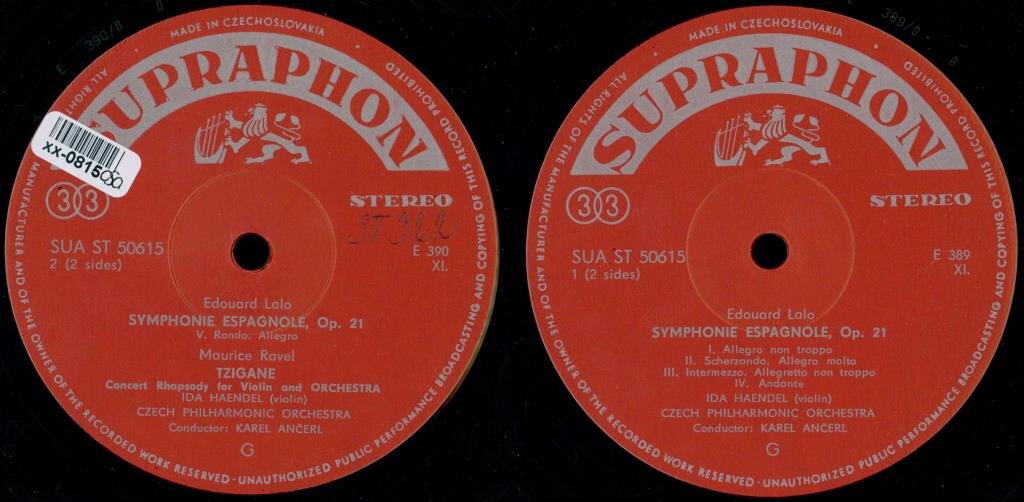 390/D
MADE IN CZECHOSLOVAKIA
ALL RIGHTS MANUFACTURER AND OF THE OWNER OF THE RECORDED WORK RESERVED · UNAUTHORIZED PUBLIC PERFORMANCE BROADCASTING AND COPYING OF THIS RECORD PROHIBITED
SUPRAPHON
XX-0815
33
STEREO
ST 322
SUA ST 50615
2 (2 sides)
E 390
XI.
Edouard Lalo
SYMPHONIE ESPAGNOLE, Op. 21
V. Rondo. Allegro
Maurice Ravel
TZIGANE
Concert Rhapsody for Violin and ORCHESTRA
IDA HAENDEL (violin)
CZECH PHILHARMONIC ORCHESTRA
Conductor: KAREL ANČERL
G
389/D
MADE IN CZECHOSLOVAKIA
ALL RIGHTS OF THE MANUFACTURER AND OF THE OWNER OF THE RECORDED WORK RESERVED · UNAUTHORIZED PUBLIC PERFORMANCE BROADCASTING AND COPYING OF THIS RECORD PROHIBITED
SUPRAPHON
33
STEREO
SUA ST 50615
1 (2 sides)
E 389
XI.
Edouard Lalo
SYMPHONIE ESPAGNOLE, Op. 21
I. Allegro non troppo
II. Scherzando. Allegro molto
III. Intermezzo. Allegretto non troppo
IV. Andante
IDA HAENDEL (violin)
CZECH PHILHARMONIC ORCHESTRA
Conductor: KAREL ANČERL
G